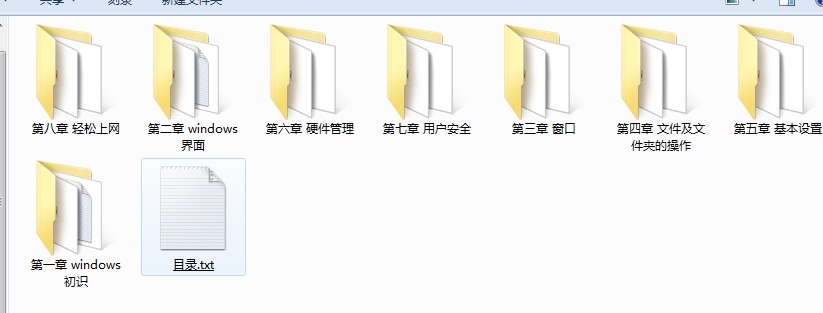 共享 刻录 新建文件夹
第八章 轻松上网
第二章 windows
界面
第六章 硬件管理
第七章 用户安全
第三章 窗口
第四章 文件及文
件夹的操作
第五章 基本设置
第一章 windows
初识
目录.txt